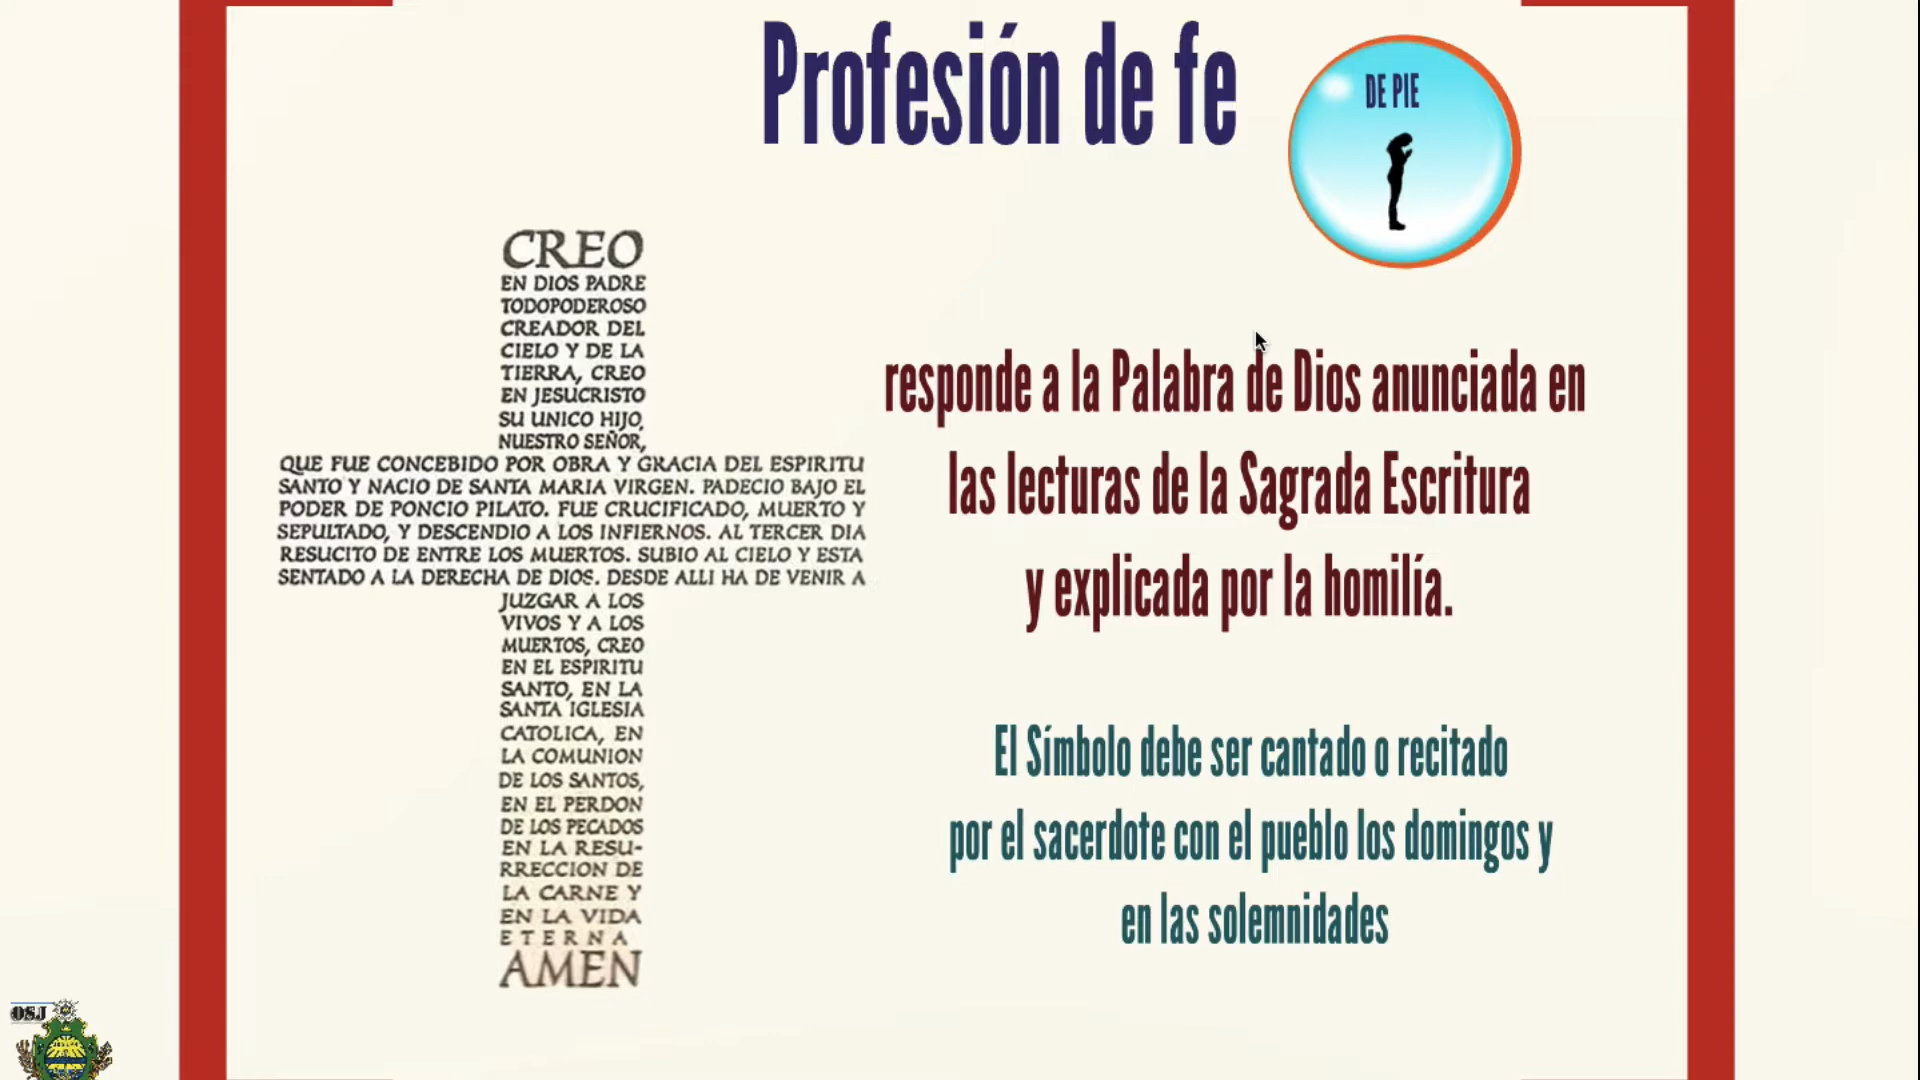 Profesión de fe
DE PIE
CREO
EN DIOS PADRE
TODOPODEROSO
CREADOR DEL
CIELO Y DE LA
TIERRA, CREO
EN JESUCRISTO
SU UNICO HIJO,
NUESTRO SEÑOR,
QUE FUE CONCEBIDO POR OBRA Y GRACIA DEL ESPIRITU
SANTO Y NACIO DE SANTA MARIA VIRGEN. PADECIO BAJO EL
PODER DE PONCIO PILATO. FUE CRUCIFICADO, MUERTO Y
SEPULTADO, Y DESCENDIO A LOS INFIERNOS. AL TERCER DIA
RESUCITO DE ENTRE LOS MUERTOS. SUBIO AL CIELO Y ESTA
SENTADO A LA DERECHA DE DIOS. DESDE ALLI HA DE VENIR A
JUZGAR A LOS
VIVOS Y A LOS
MUERTOS, CREO
EN EL ESPIRITU
SANTO, EN LA
SANTA IGLESIA
CATOLICA, EN
LA COMUNION
DE LOS SANTOS,
EN EL PERDON
DE LOS PECADOS
EN LA RESU-
RRECCION DE
LA CARNE Y
EN LA VIDA
ETERNA
AMEN
responde a la Palabra de Dios anunciada en
las lecturas de la Sagrada Escritura
y explicada por la homilía.
El Símbolo debe ser cantado o recitado
por el sacerdote con el pueblo los domingos y
en las solemnidades
OSJ